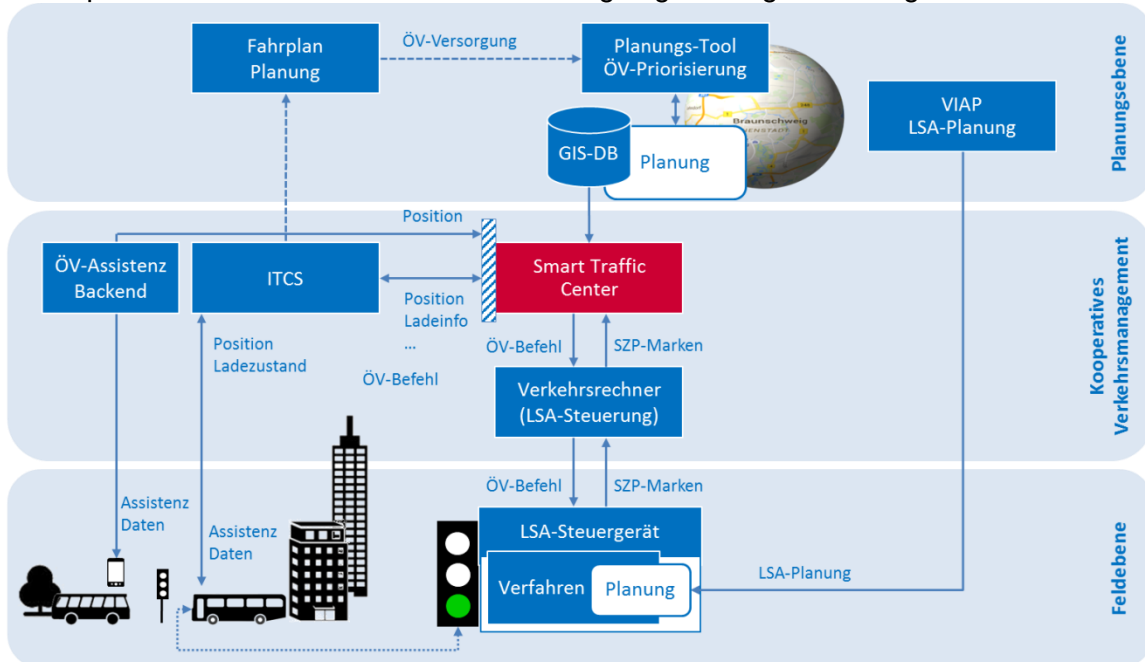 Fahrplan
Planung
ÖV-Versorgung
Planungs-Tool
ÖV-Priorisierung
Braunschweig
GIS-DB
Planung
VIAP
LSA-Planung
Planungsebene
Position
ÖV-Assistenz
Backend
ITCS
Smart Traffic
Center
Position
Ladeinfo
...
Position
Ladezustand
ÖV-Befehl
ÖV-Befehl
SZP-Marken
Verkehrsrechner
(LSA-Steuerung)
Kooperatives
Verkehrsmanagement
ÖV-Befehl
SZP-Marken
Assistenz
Daten
Assistenz
Daten
LSA-Steuergerät
Verfahren
Planung
LSA-Planung
Feldebene